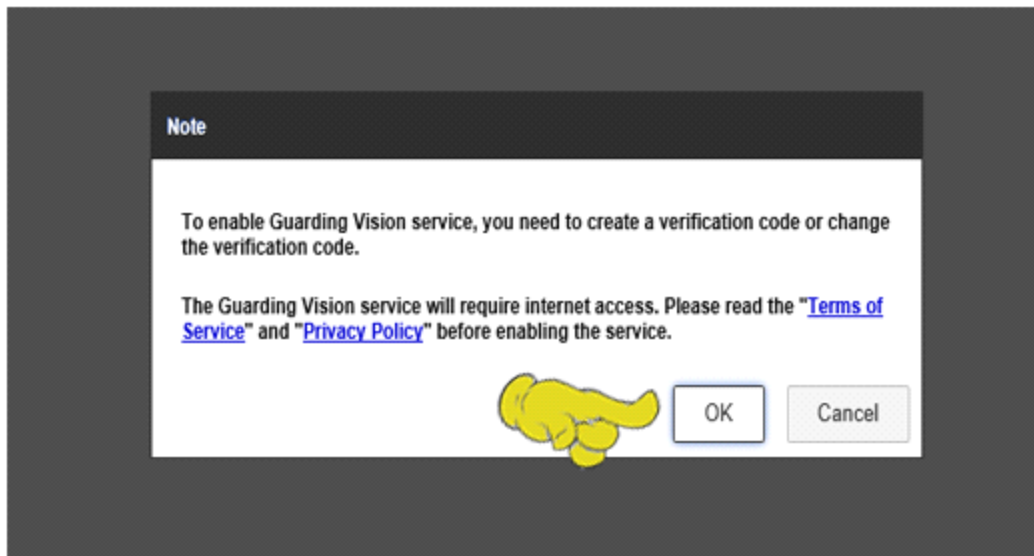 Note
To enable Guarding Vision service, you need to create a verification code or change
the verification code.
The Guarding Vision service will require internet access. Please read the "Terms of
Service" and "Privacy Policy" before enabling the service.
OK Cancel